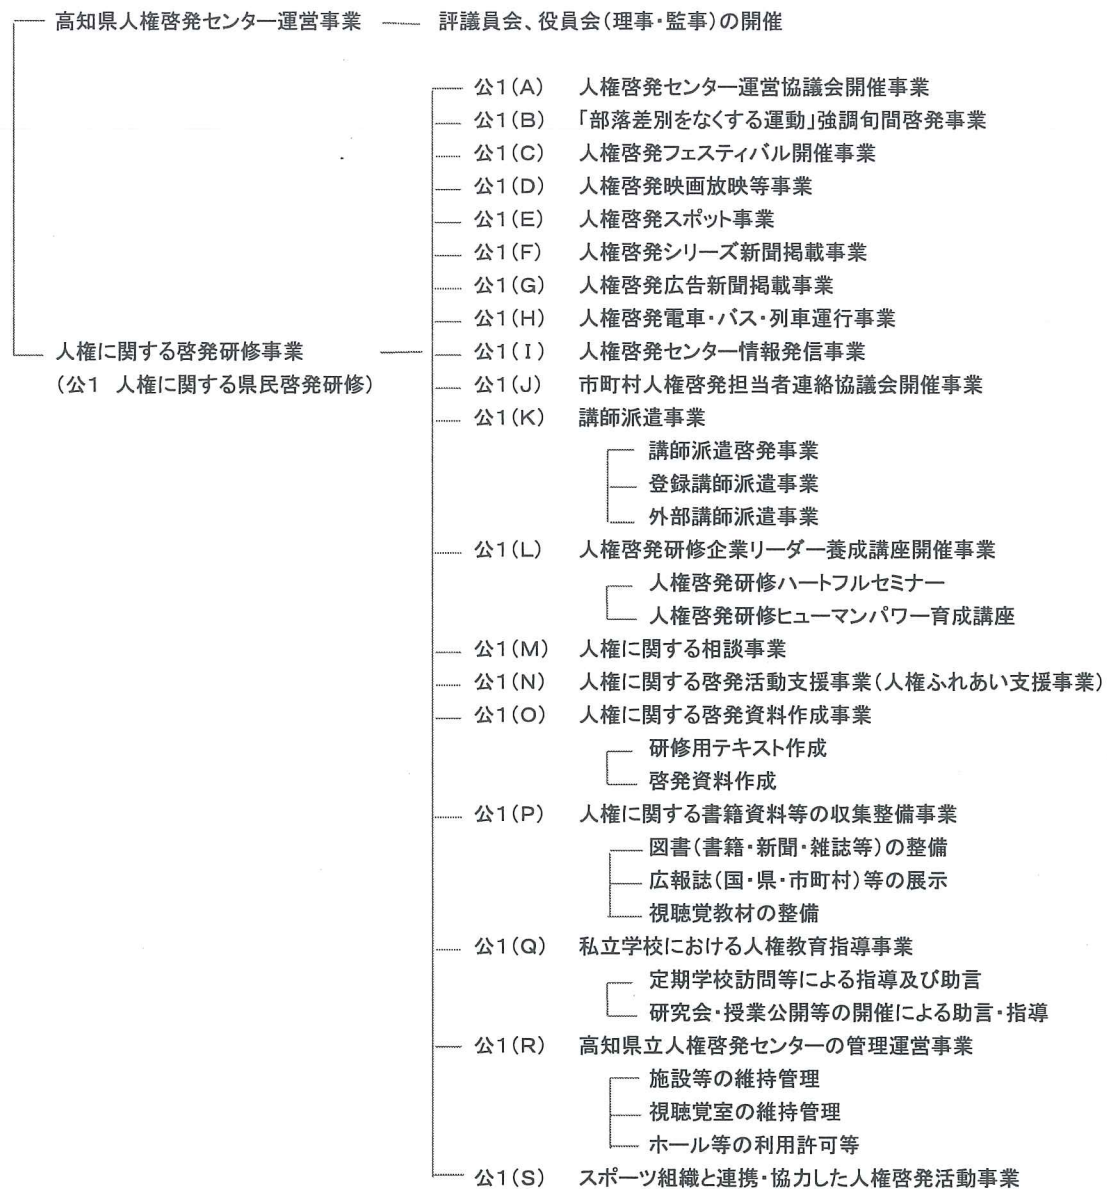 高知県人権啓発センター運営事業 評議員会、役員会(理事・監事)の開催
公1(A) 人権啓発センター運営協議会開催事業
公1(B) 「部落差別をなくする運動」強調旬間啓発事業
公1(C) 人権啓発フェスティバル開催事業
公1(D) 人権啓発映画放映等事業
公1(E) 人権啓発スポット事業
公1(F) 人権啓発シリーズ新聞掲載事業
公1(G) 人権啓発広告新聞掲載事業
公1(H) 人権啓発電車・バス・列車運行事業
人権に関する啓発研修事業 公1(I) 人権啓発センター情報発信事業
(公1 人権に関する県民啓発研修) 公1(J) 市町村人権啓発担当者連絡協議会開催事業
公1(K) 講師派遣事業
講師派遣啓発事業
登録講師派遣事業
外部講師派遣事業
公1(L) 人権啓発研修企業リーダー養成講座開催事業
人権啓発研修ハートフルセミナー
人権啓発研修ヒューマンパワー育成講座
公1(M) 人権に関する相談事業
公1(N) 人権に関する啓発活動支援事業(人権ふれあい支援事業)
公1(O) 人権に関する啓発資料作成事業
研修用テキスト作成
啓発資料作成
公1(P) 人権に関する書籍資料等の収集整備事業
図書(書籍・新聞・雑誌等)の整備
広報誌(国・県・市町村)等の展示
視聴覚教材の整備
公1(Q) 私立学校における人権教育指導事業
定期学校訪問等による指導及び助言
研究会・授業公開等の開催による助言・指導
公1(R) 高知県立人権啓発センターの管理運営事業
施設等の維持管理
視聴覚室の維持管理
ホール等の利用許可等
公1(S) スポーツ組織と連携・協力した人権啓発活動事業